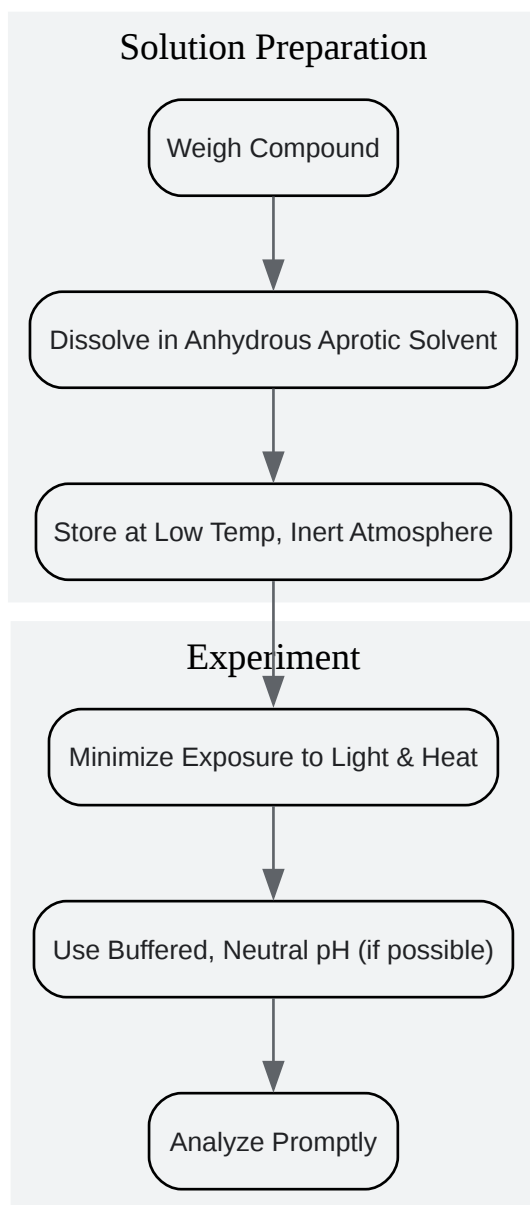 Solution Preparation
Weigh Compound
Dissolve in Anhydrous Aprotic Solvent
Store at Low Temp, Inert Atmosphere
Experiment
Minimize Exposure to Light & Heat
Use Buffered, Neutral pH (if possible)
Analyze Promptly